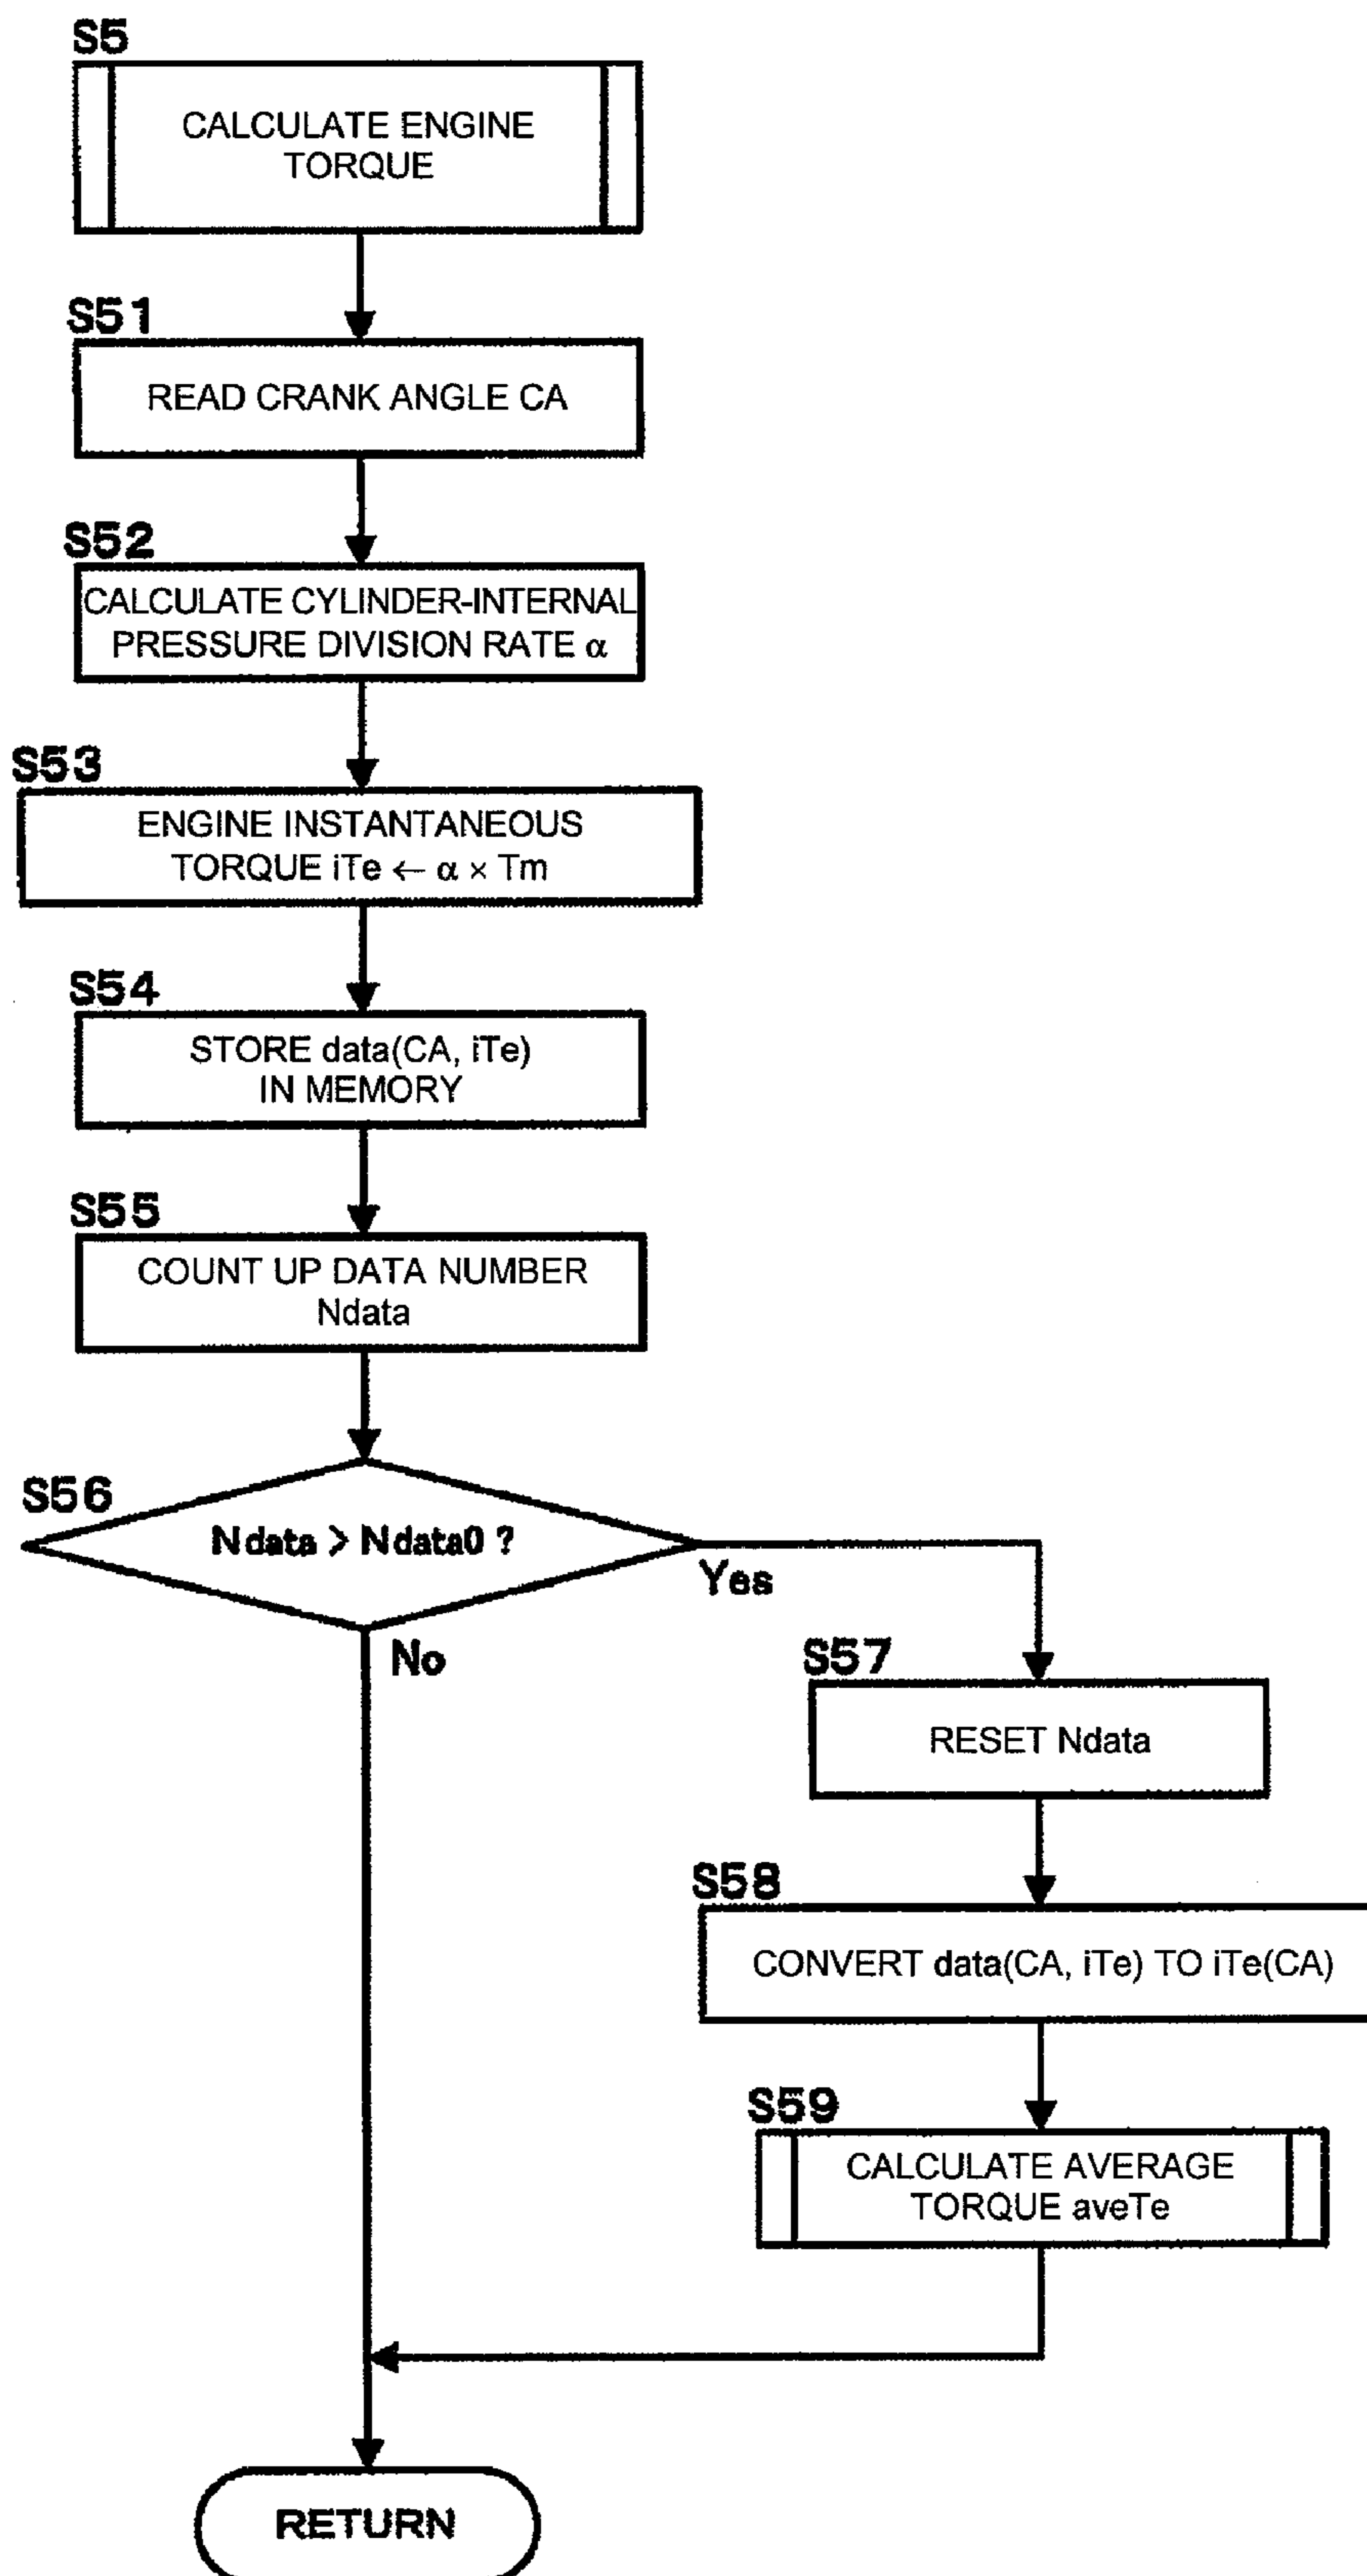 S5
CALCULATE ENGINE
TORQUE
S51
READ CRANK ANGLE CA
S52
CALCULATE CYLINDER-INTERNAL
PRESSURE DIVISION RATE α
S53
ENGINE INSTANTANEOUS
TORQUE iTe ← α × Tm
S54
STORE data(CA, iTe)
IN MEMORY
S55
COUNT UP DATA NUMBER
Ndata
S56
Ndata > Ndata0 ?
Yes
No
S57
RESET Ndata
S58
CONVERT data(CA, iTe) TO iTe(CA)
S59
CALCULATE AVERAGE
TORQUE aveTe
RETURN